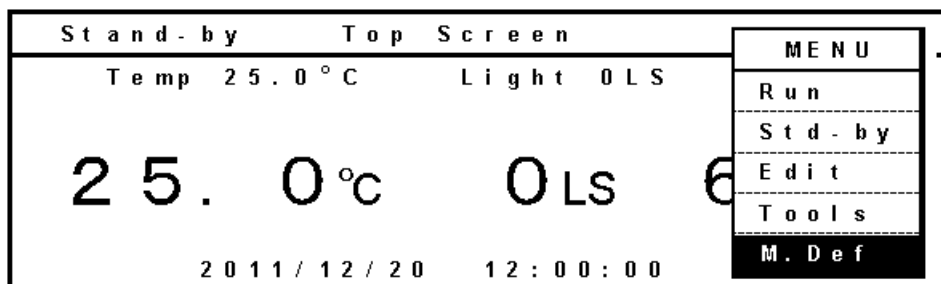 Stand-by Top Screen
Temp 25.0°C Light 0LS
25.0°C 0LS 6
2011/12/20 12:00:00
MENU
Run
Std-by
Edit
Tools
M.Def